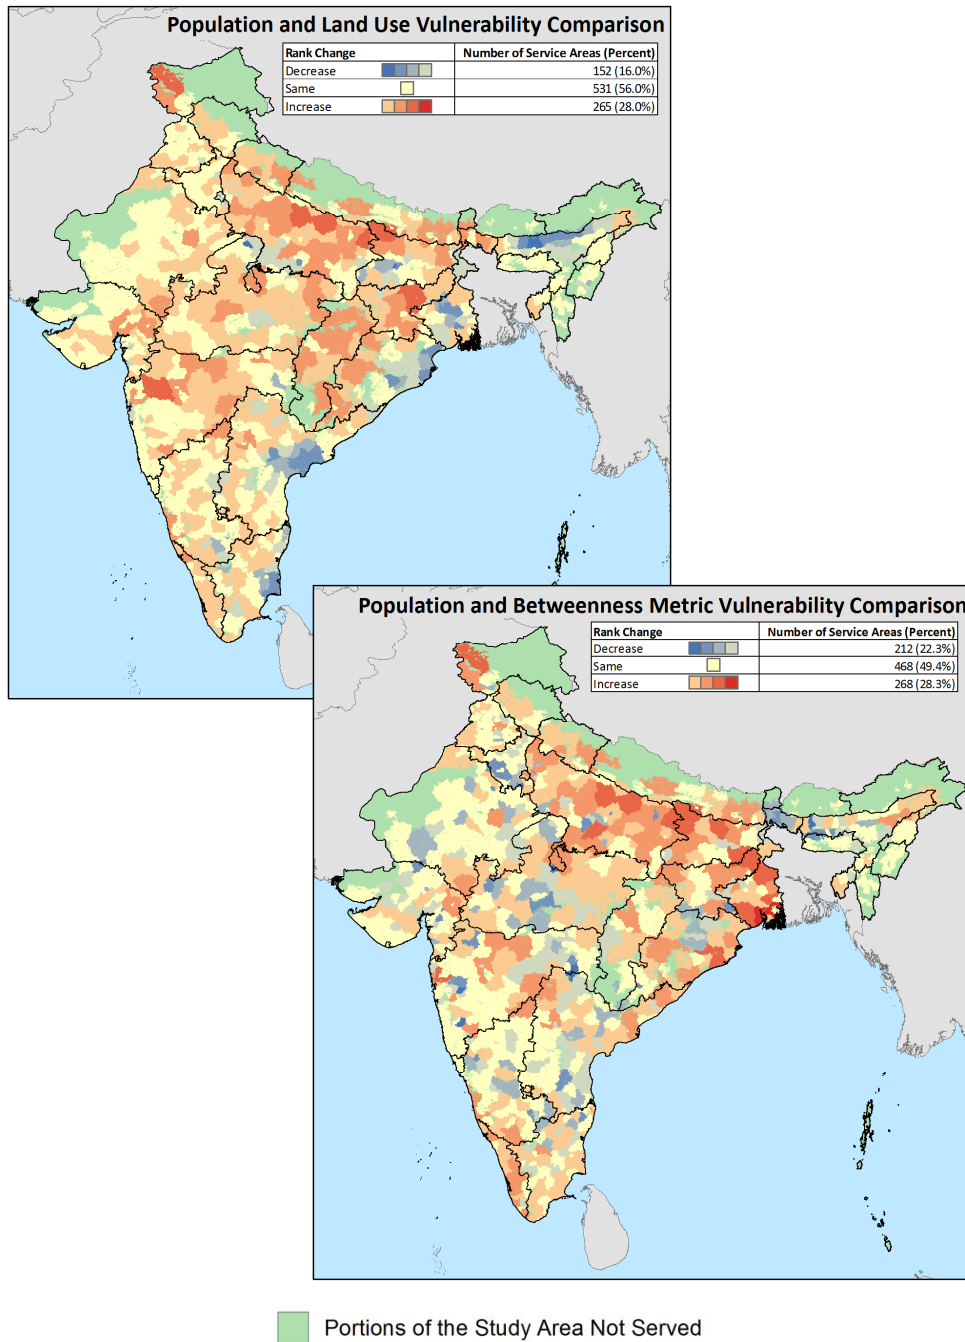 Population and Land Use Vulnerability Comparison
Rank Change Number of Service Areas (Percent)
Decrease 152 (16.0%)
Same 531 (56.0%)
Increase 265 (28.0%)
Population and Betweenness Metric Vulnerability Comparison
Rank Change Number of Service Areas (Percent)
Decrease 212 (22.3%)
Same 468 (49.4%)
Increase 268 (28.3%)
Portions of the Study Area Not Served